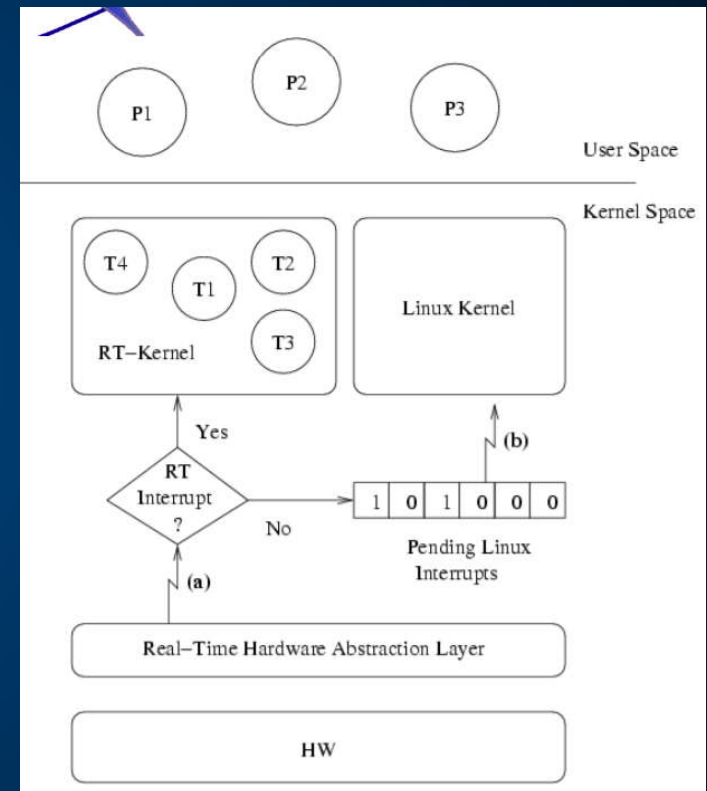 P1
P2
P3
User Space
Kernel Space
T4
T1
T2
T3
RT-Kernel
Linux Kernel
Yes
(b)
RT
Interrupt
?
No
1 0 1 0 0 0
Pending Linux
Interrupts
(a)
Real-Time Hardware Abstraction Layer
HW